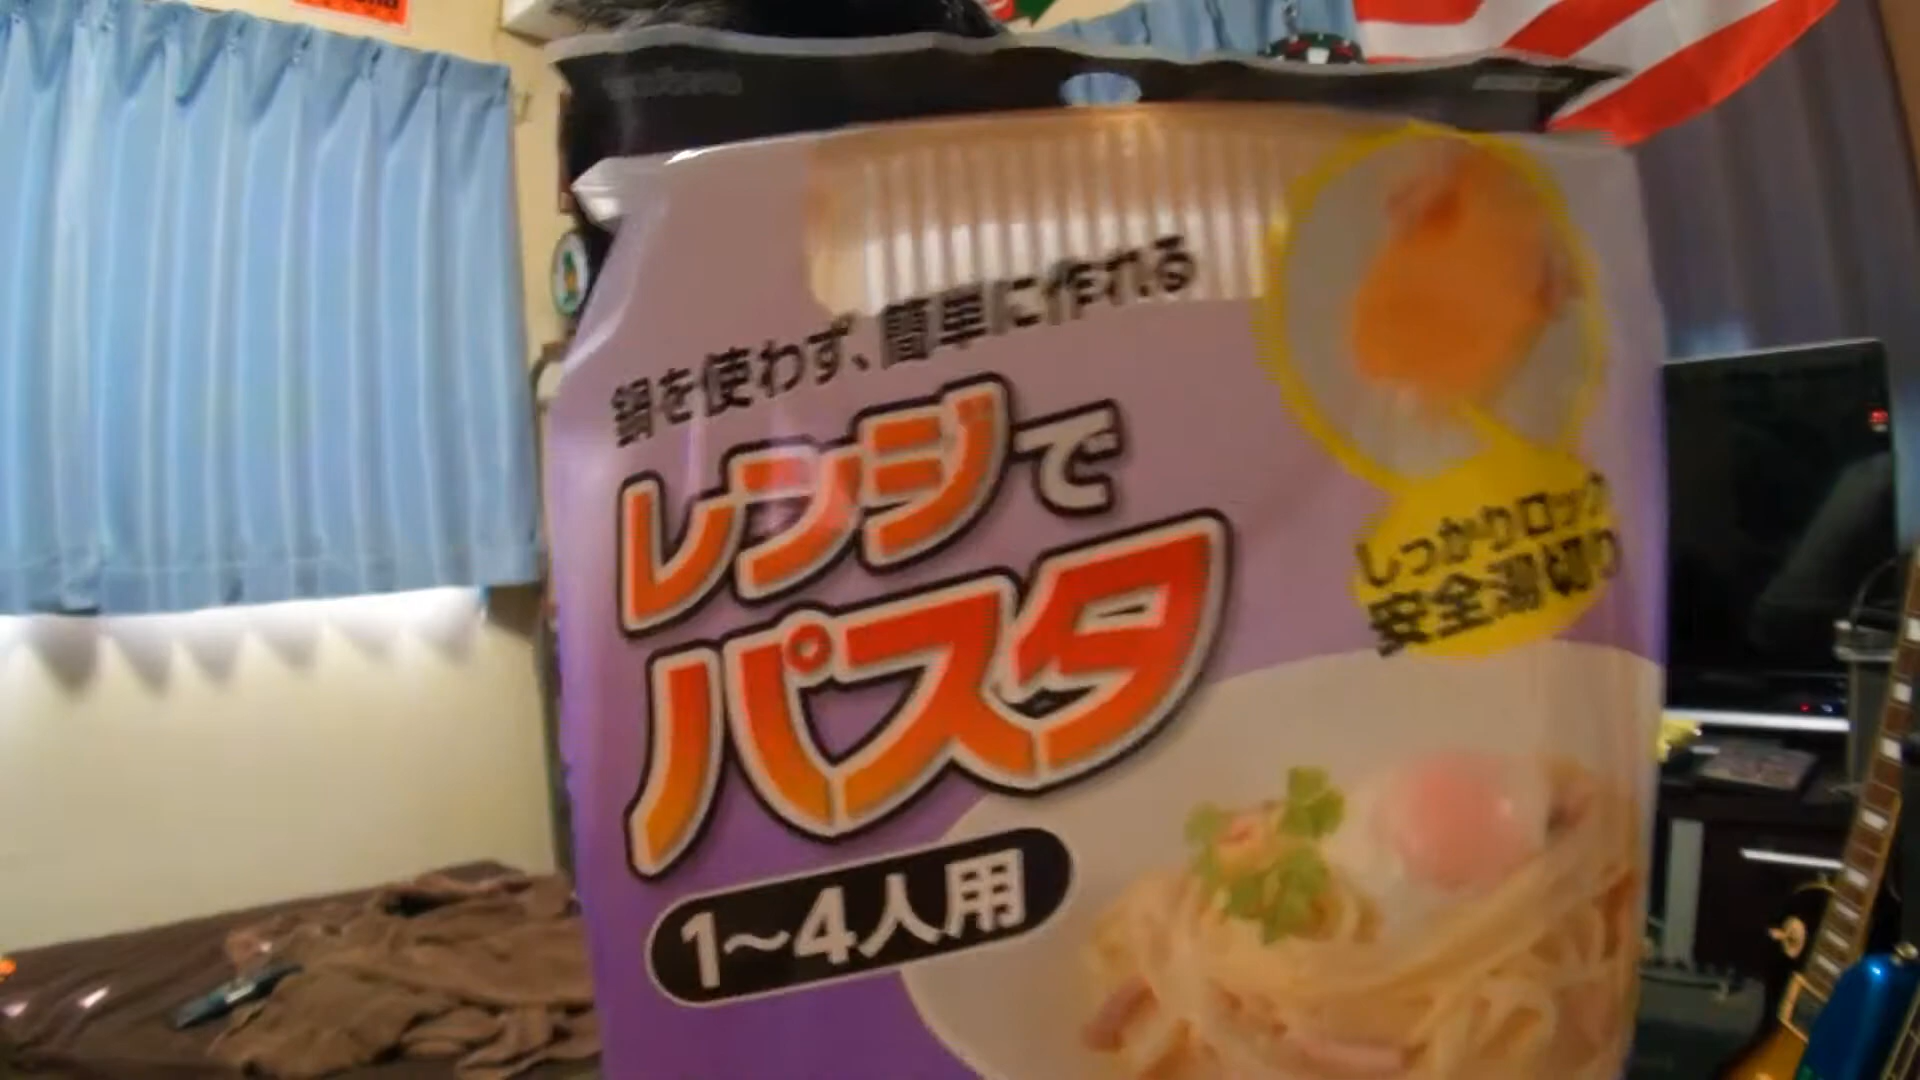 鍋を使わず、簡単に作れる
レンジで
パスタ
1〜4人用
しっかりロック
安全湯切り